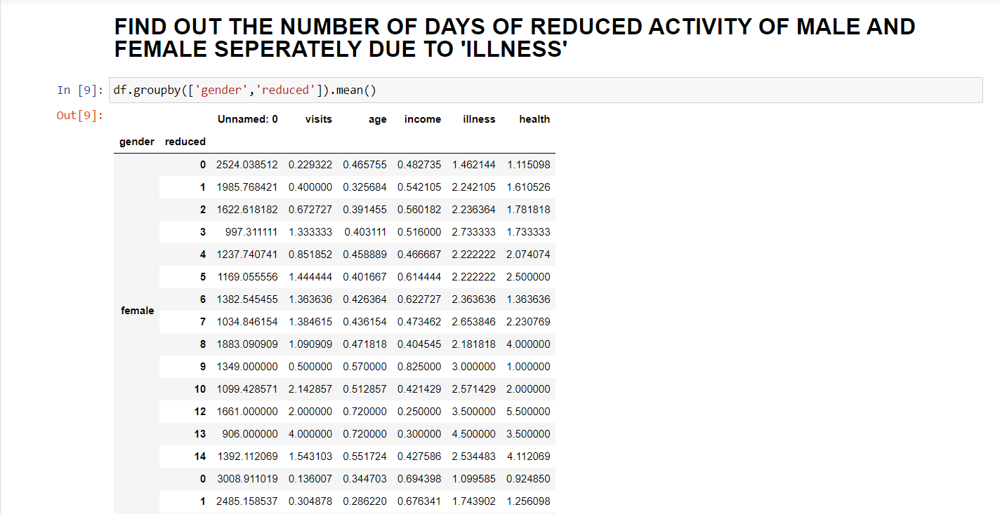 FIND OUT THE NUMBER OF DAYS OF REDUCED ACTIVITY OF MALE AND
FEMALE SEPERATELY DUE TO 'ILLNESS'
In [9]: df.groupby(['gender','reduced']).mean()
Out[9]:
Unnamed: 0 visits age income illness health
gender reduced
0 2524.038512 0.229322 0.465755 0.482735 1.462144 1.115098
1 1985.768421 0.400000 0.325684 0.542105 2.242105 1.610526
2 1622.618182 0.672727 0.391455 0.560182 2.236364 1.781818
3 997.311111 1.333333 0.403111 0.516000 2.733333 1.733333
4 1237.740741 0.851852 0.458889 0.466667 2.222222 2.074074
5 1169.055556 1.444444 0.401667 0.614444 2.222222 2.500000
6 1382.545455 1.363636 0.426364 0.622727 2.363636 1.363636
female
7 1034.846154 1.384615 0.436154 0.473462 2.653846 2.230769
8 1883.090909 1.090909 0.471818 0.404545 2.181818 4.000000
9 1349.000000 0.500000 0.570000 0.825000 3.000000 1.000000
10 1099.428571 2.142857 0.512857 0.421429 2.571429 2.000000
12 1661.000000 2.000000 0.720000 0.250000 3.500000 5.500000
13 906.000000 4.000000 0.720000 0.300000 4.500000 3.500000
14 1392.112069 1.543103 0.551724 0.427586 2.534483 4.112069
0 3008.911019 0.136007 0.344703 0.694398 1.099585 0.924850
1 2485.158537 0.304878 0.286220 0.676341 1.743902 1.256098